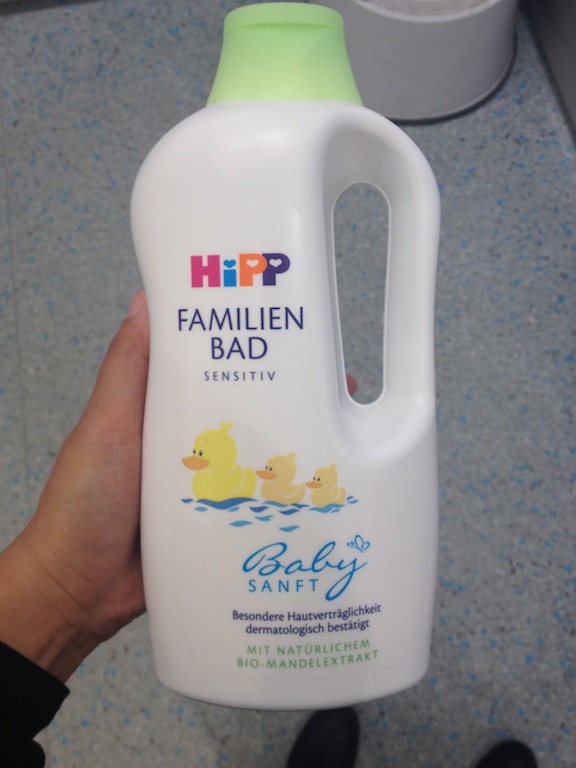 HiPP
FAMILIEN
BAD
SENSITIV
Baby
SANFT
Besondere Hautverträglichkeit
dermatologisch bestätigt
MIT NATÜRLICHEM
BIO-MANDELEXTRAKT